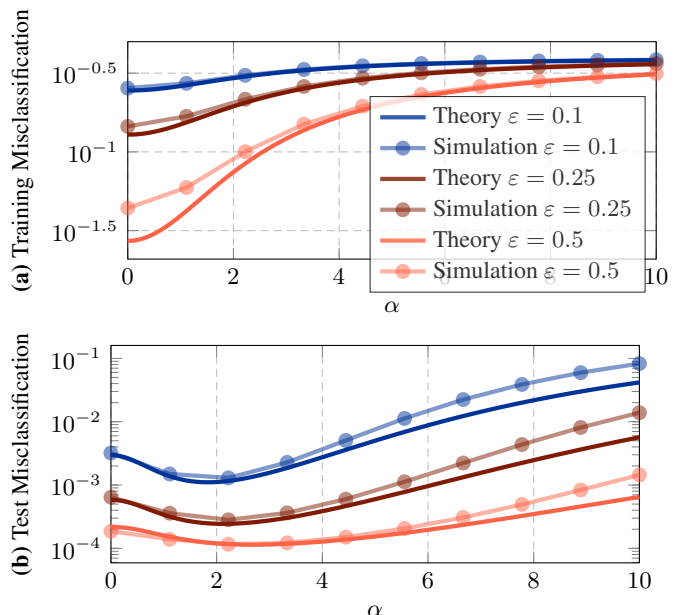 (a) Training Misclassification
10^−0.5
10^−1
10^−1.5
0 2 4 6 8 10
α
Theory ε = 0.1
Simulation ε = 0.1
Theory ε = 0.25
Simulation ε = 0.25
Theory ε = 0.5
Simulation ε = 0.5
(b) Test Misclassification
10^−1
10^−2
10^−3
10^−4
0 2 4 6 8 10
α